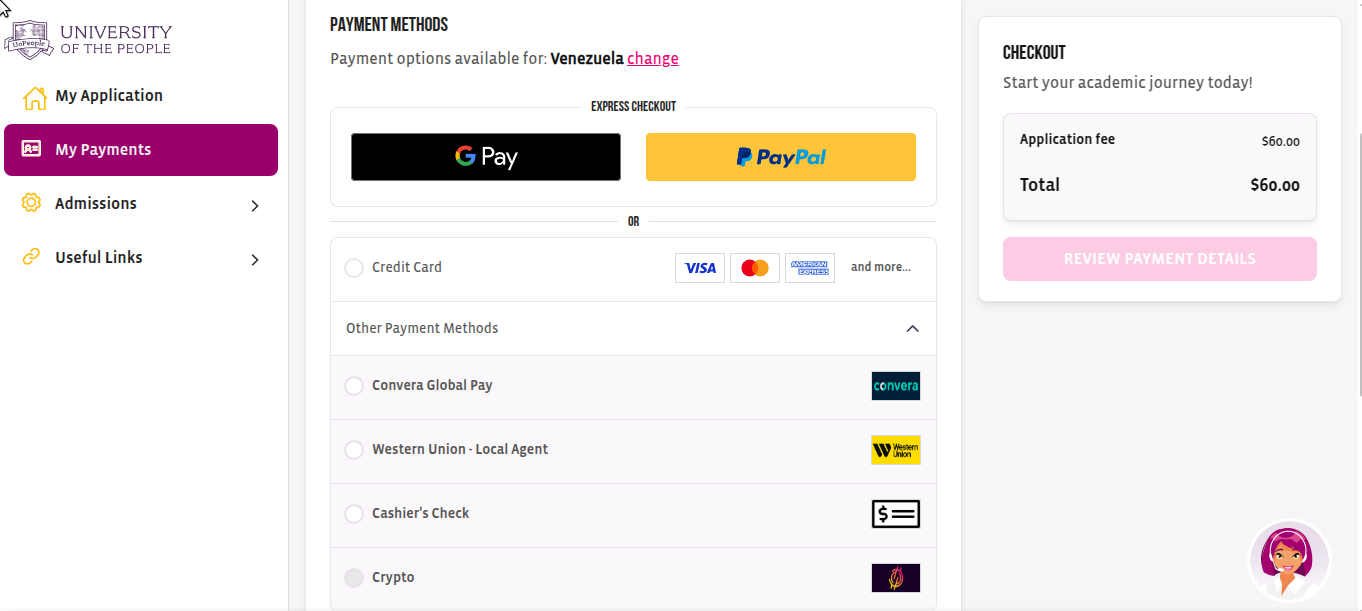 UNIVERSITY
OF THE PEOPLE
UoPeople
My Application
My Payments
Admissions
Useful Links
PAYMENT METHODS
Payment options available for: Venezuela change
EXPRESS CHECKOUT
G Pay
PayPal
OR
Credit Card
VISA
AMERICAN
EXPRESS
and more...
Other Payment Methods
Convera Global Pay
convera
Western Union - Local Agent
Western
Union
Cashier's Check
$
Crypto
CHECKOUT
Start your academic journey today!
Application fee $60.00
Total $60.00
REVIEW PAYMENT DETAILS